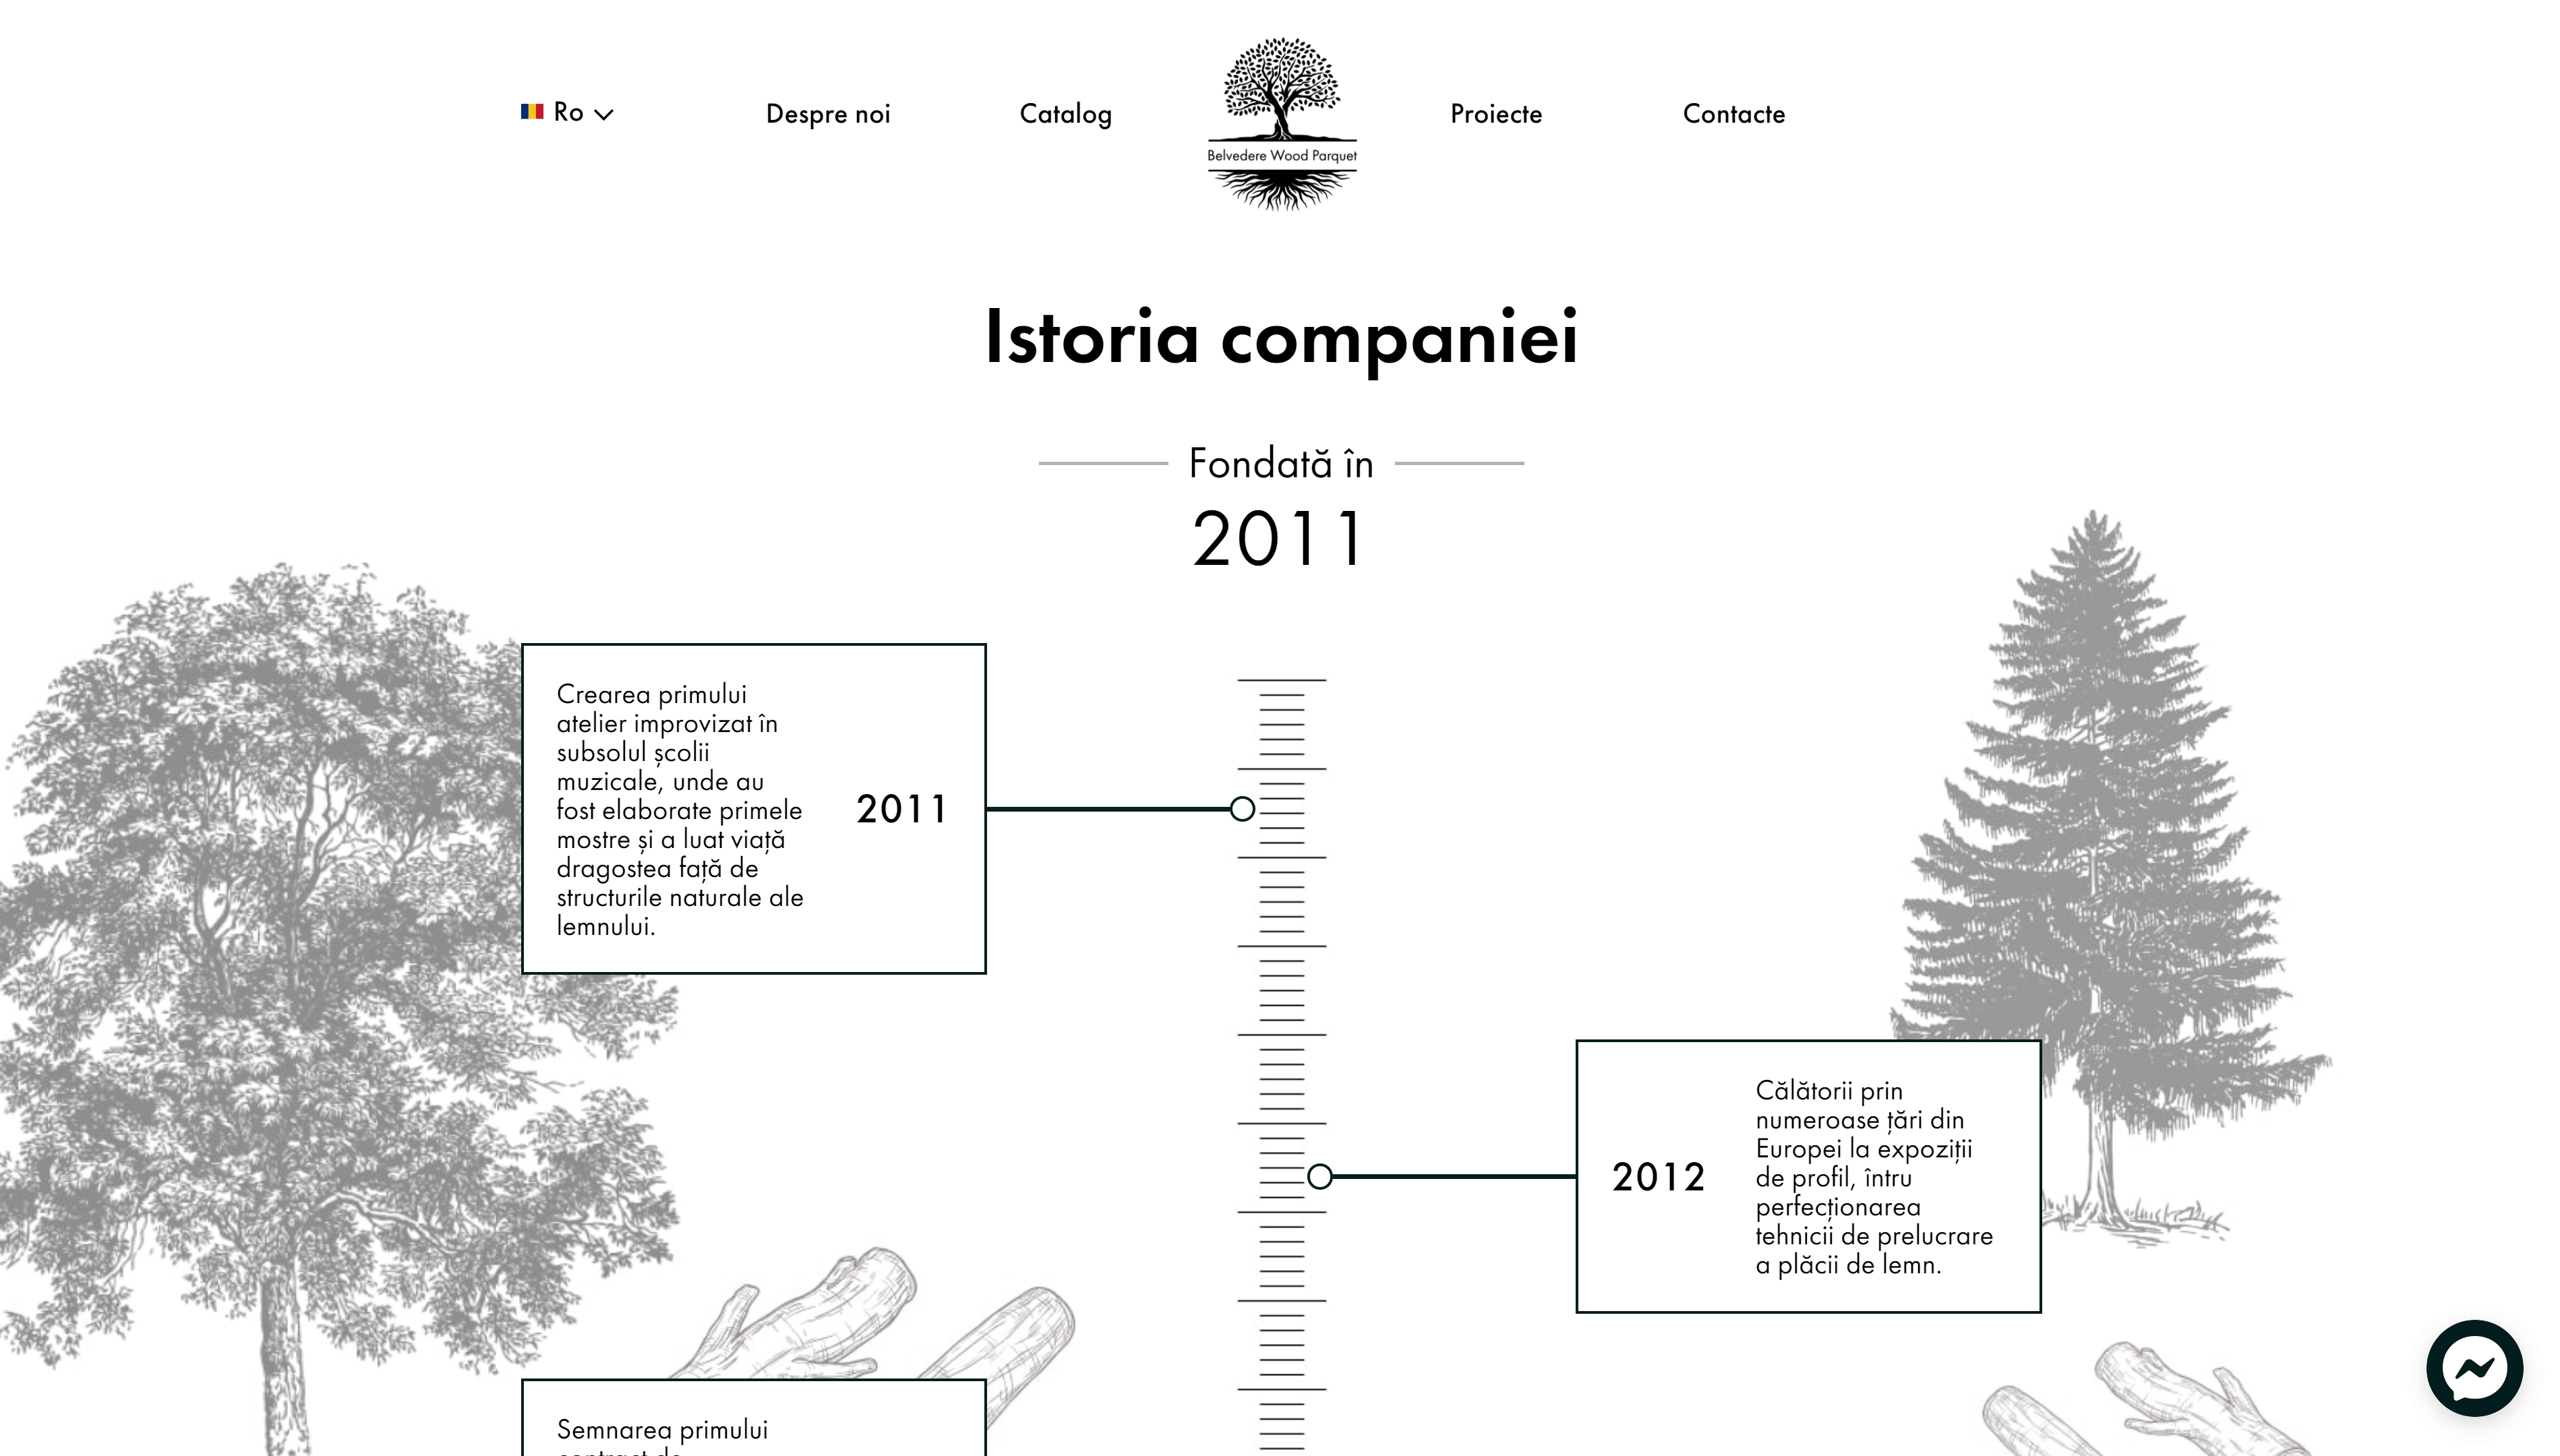 Ro
Despre noi
Catalog
Belvedere Wood Parquet
Proiecte
Contacte
Istoria companiei
Fondată în
2011
Crearea primului
atelier improvizat în
subsolul școlii
muzicale, unde au
fost elaborate primele
mostre și a luat viață
dragostea față de
structurile naturale ale
lemnului.
2011
2012
Călătorii prin
numeroase țări din
Europei la expoziții
de profil, întru
perfecționarea
tehnicii de prelucrare
a plăcii de lemn.
Semnarea primului